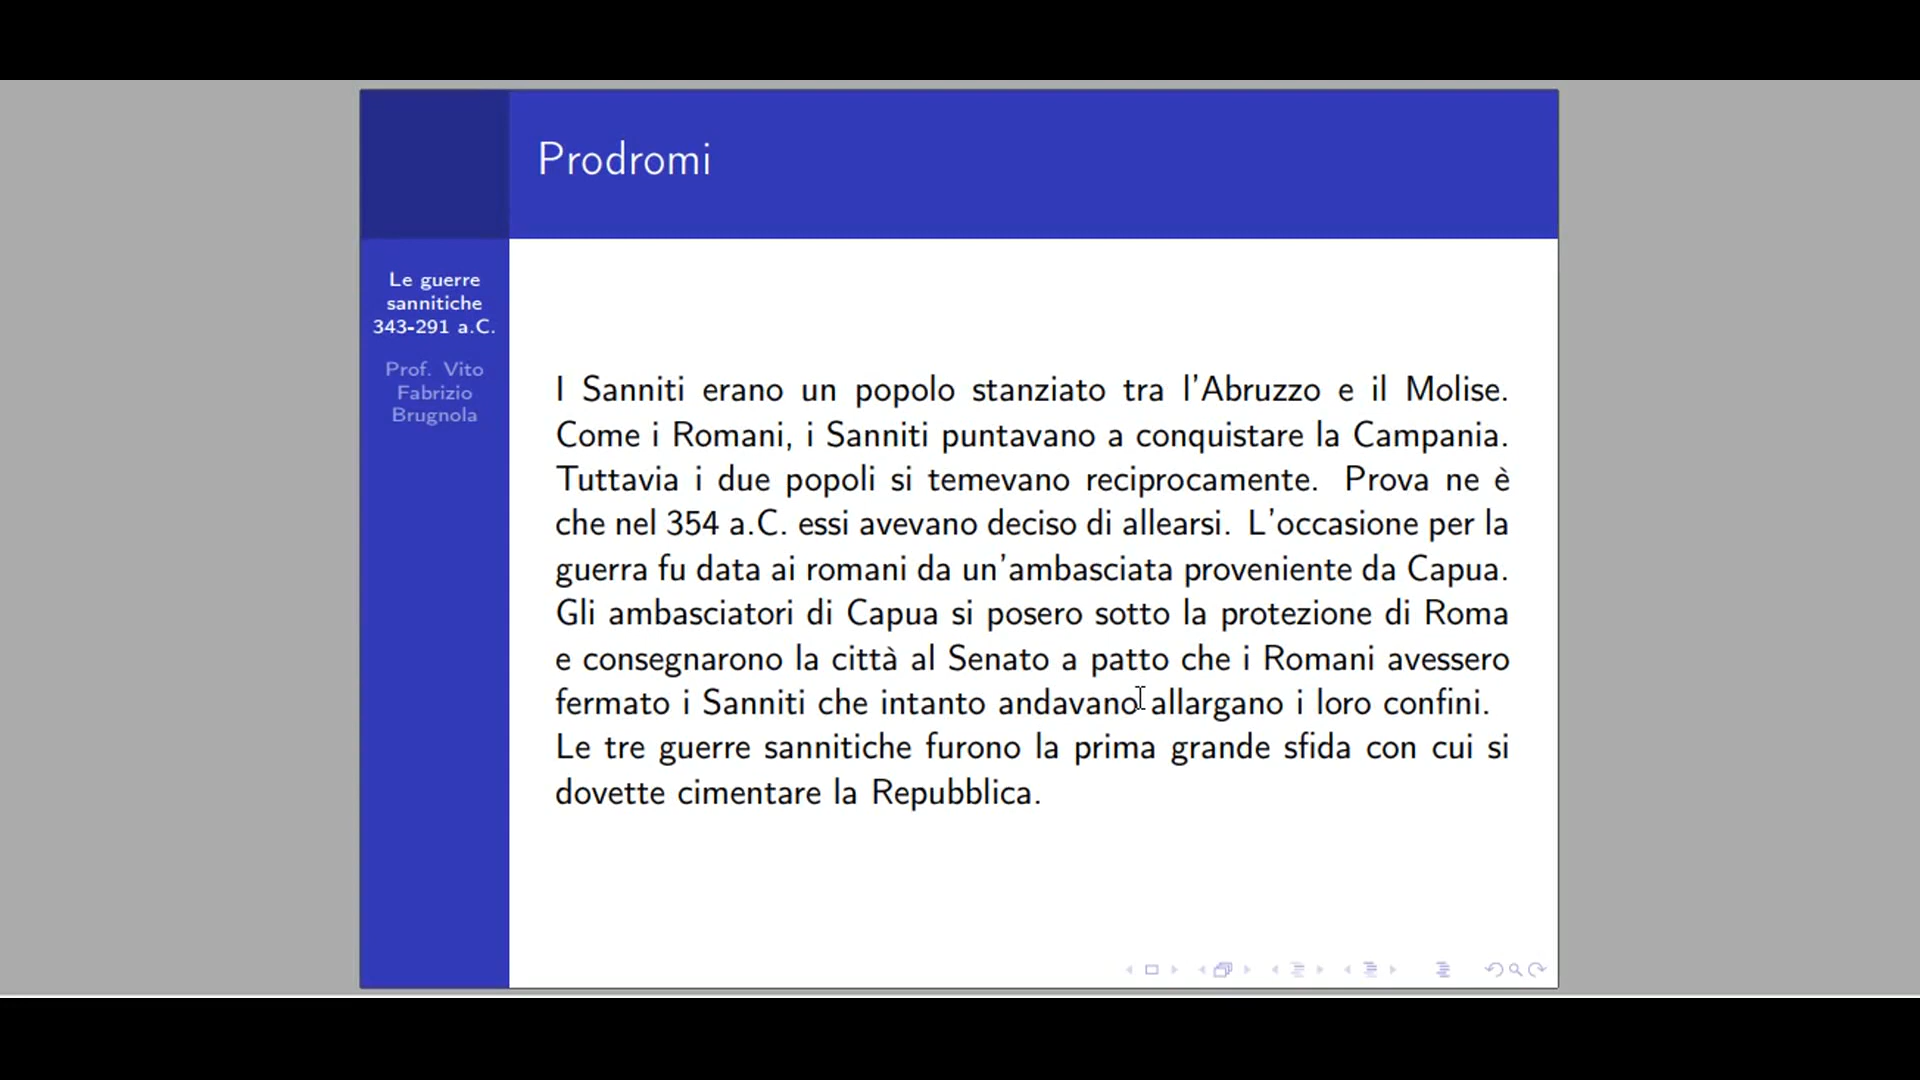 Prodromi
Le guerre
sannitiche
343-291 a.C.
Prof. Vito
Fabrizio
Brugnola
I Sanniti erano un popolo stanziato tra l'Abruzzo e il Molise.
Come i Romani, i Sanniti puntavano a conquistare la Campania.
Tuttavia i due popoli si temevano reciprocamente. Prova ne è
che nel 354 a.C. essi avevano deciso di allearsi. L'occasione per la
guerra fu data ai romani da un'ambasciata proveniente da Capua.
Gli ambasciatori di Capua si posero sotto la protezione di Roma
e consegnarono la città al Senato a patto che i Romani avessero
fermato i Sanniti che intanto andavano allargano i loro confini.
Le tre guerre sannitiche furono la prima grande sfida con cui si
dovette cimentare la Repubblica.